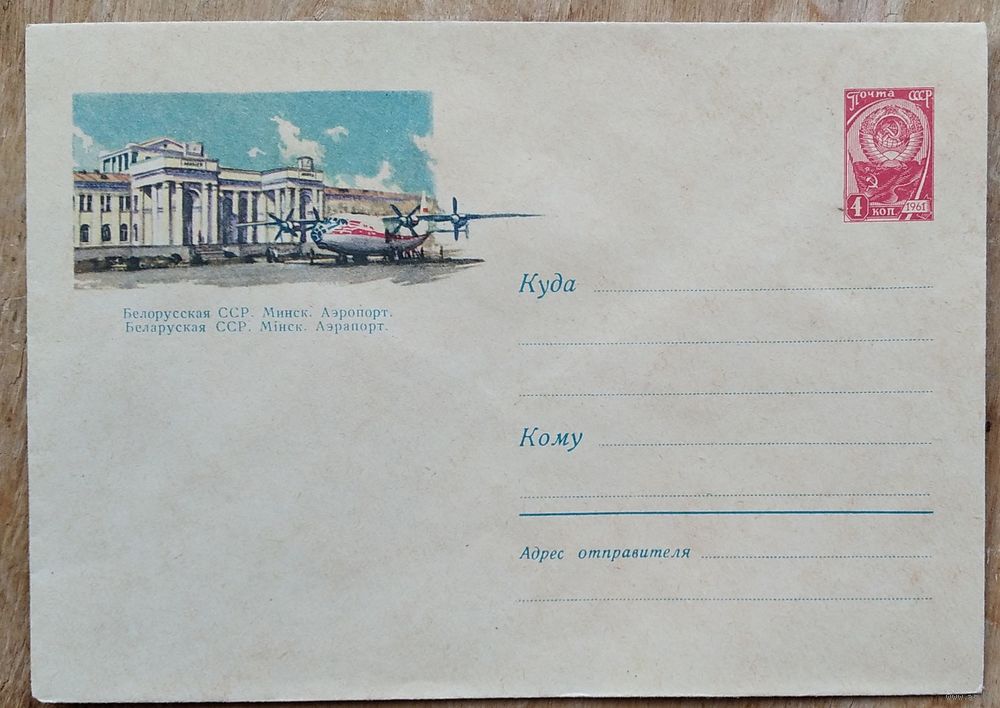 Почта СССР
4 коп 1961
Белорусская ССР. Минск. Аэропорт.
Беларуская ССР. Мінск. Аэрапорт.
Куда
Кому
Адрес отправителя